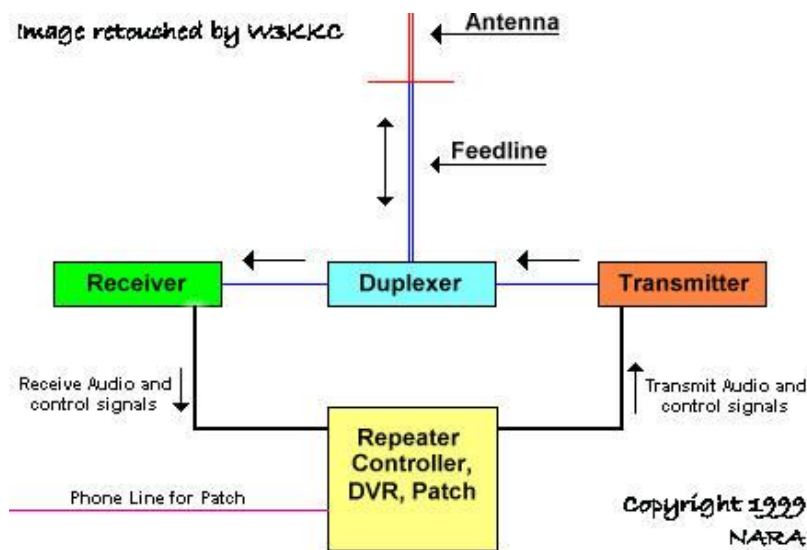 Image retouched by W3KKC
Antenna
Feedline
Receiver
Duplexer
Transmitter
Receive Audio and
control signals
Transmit Audio and
control signals
Repeater
Controller,
DVR, Patch
Phone Line for Patch
Copyright 1999
NARA